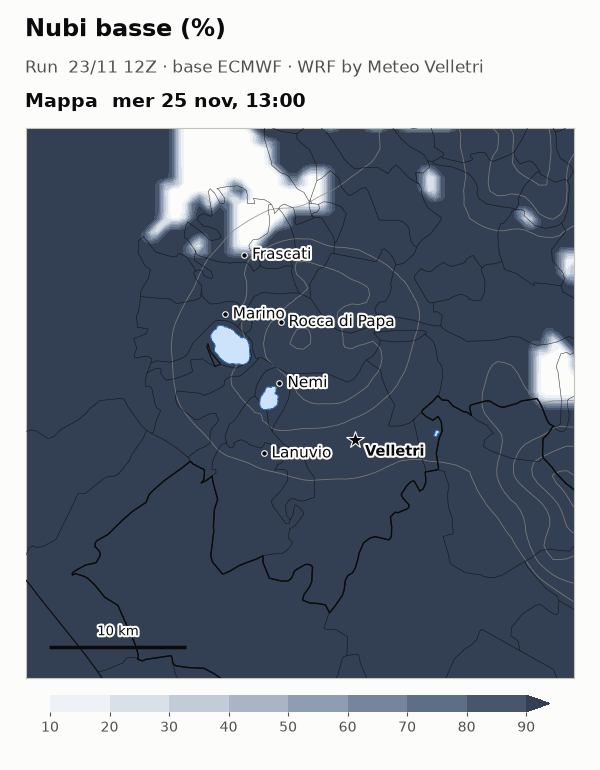 Nubi basse (%)
Run 23/11 12Z · base ECMWF · WRF by Meteo Velletri
Mappa mer 25 nov, 13:00
Frascati
Marino
Rocca di Papa
Nemi
Velletri
Lanuvio
10 km
10 20 30 40 50 60 70 80 90